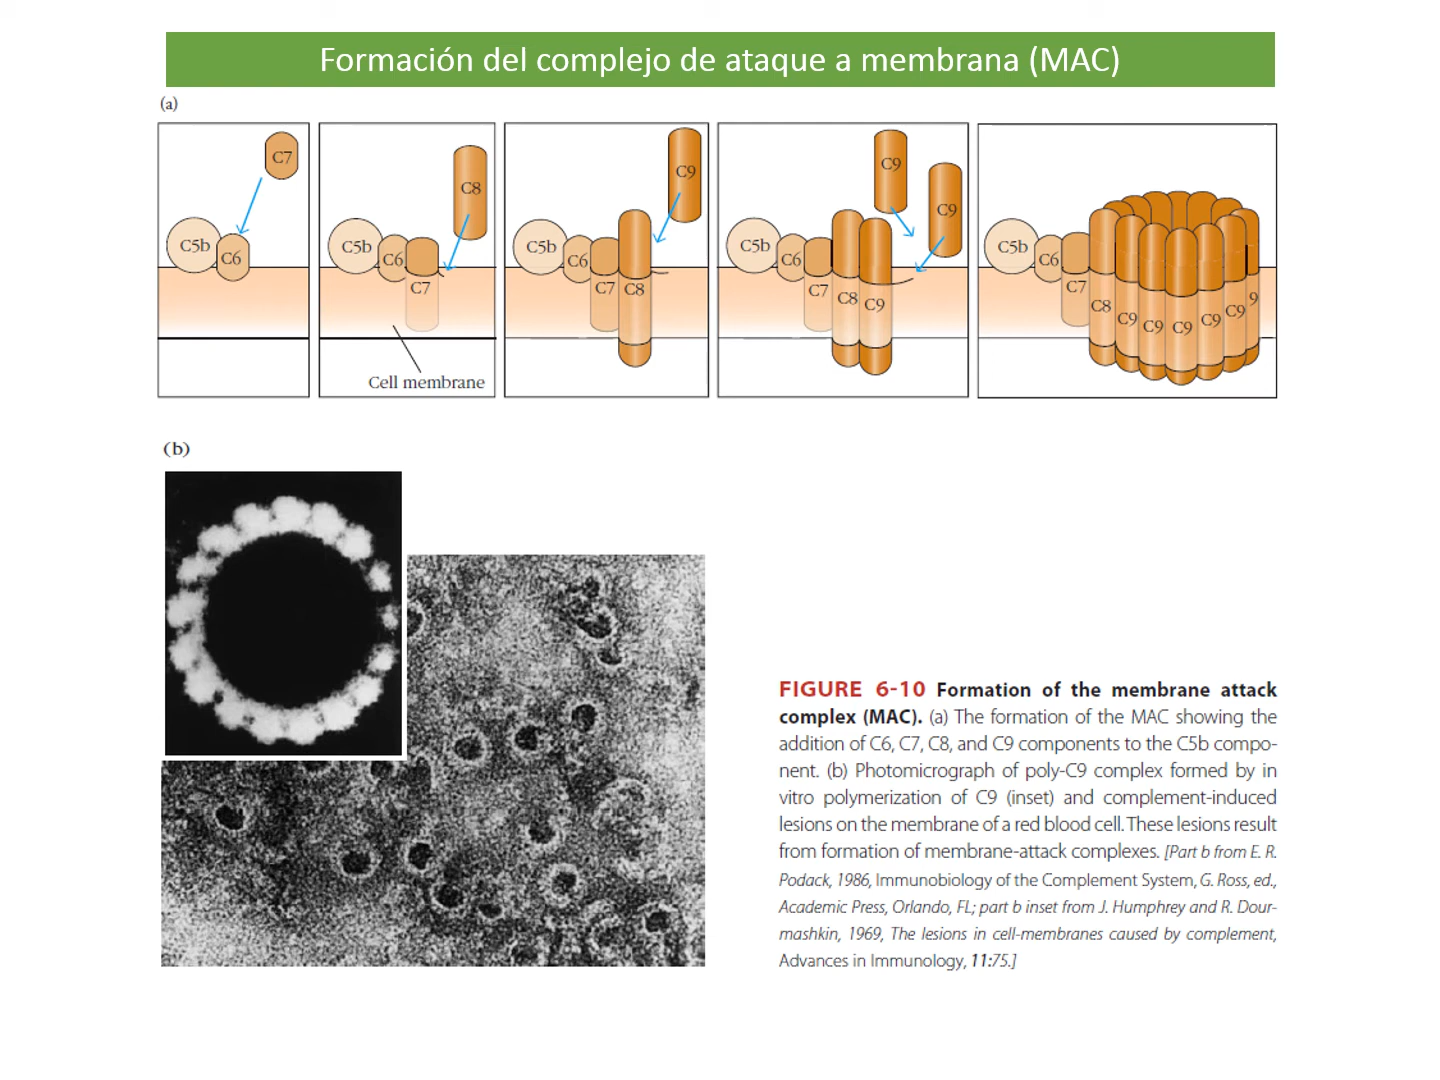 Formación del complejo de ataque a membrana (MAC)
(a)
C7
C5b
C6
C8
C5b
C6
C7
Cell membrane
C9
C5b
C6
C7
C8
C9
C9
C5b
C6
C7
C8
C9
C5b
C6
C7
C8
C9
C9
C9
C9
C9
9
(b)
FIGURE 6-10 Formation of the membrane attack
complex (MAC). (a) The formation of the MAC showing the
addition of C6, C7, C8, and C9 components to the C5b compo-
nent. (b) Photomicrograph of poly-C9 complex formed by in
vitro polymerization of C9 (inset) and complement-induced
lesions on the membrane of a red blood cell. These lesions result
from formation of membrane-attack complexes. [Part b from E. R.
Podack, 1986, Immunobiology of the Complement System, G. Ross, ed.,
Academic Press, Orlando, FL; part b inset from J. Humphrey and R. Dour-
mashkin, 1969, The lesions in cell-membranes caused by complement,
Advances in Immunology, 11:75.]